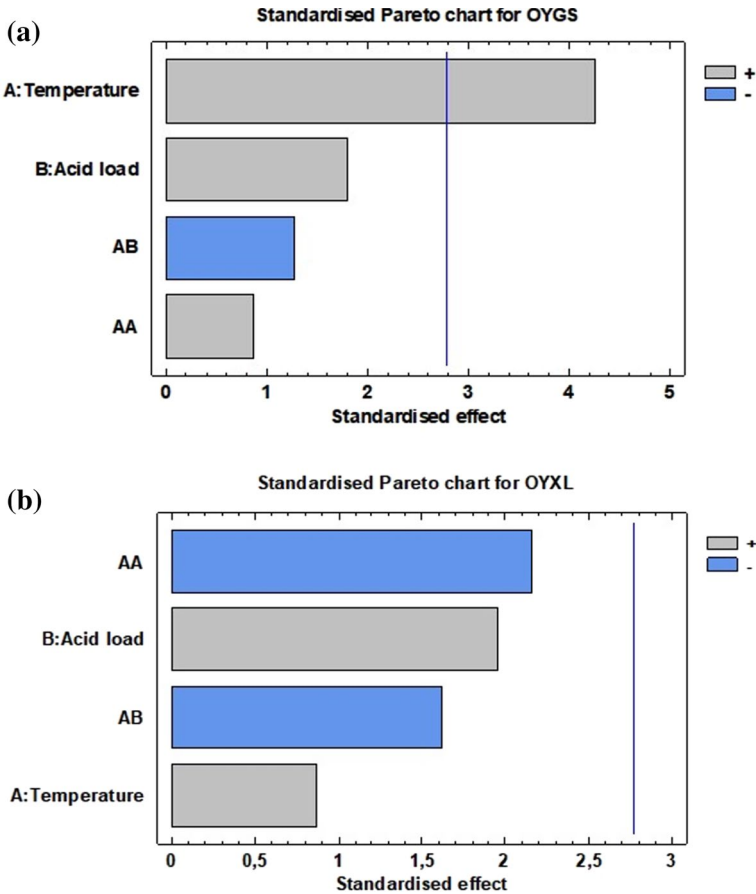 (a)
Standardised Pareto chart for OYGS
A:Temperature
B:Acid load
AB
AA
+
-
0 1 2 3 4 5
Standardised effect
(b)
Standardised Pareto chart for OYXL
AA
B:Acid load
AB
A:Temperature
+
-
0 0,5 1 1,5 2 2,5 3
Standardised effect